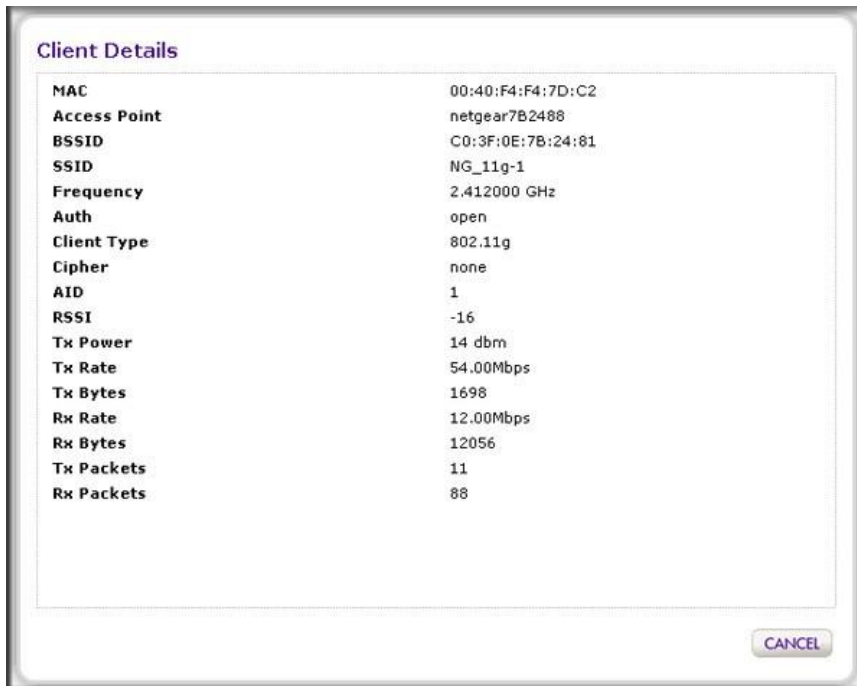 Client Details
MAC 00:40:F4:F4:7D:C2
Access Point netgear7B2488
BSSID C0:3F:0E:7B:24:81
SSID NG_11g-1
Frequency 2.412000 GHz
Auth open
Client Type 802.11g
Cipher none
AID 1
RSSI -16
Tx Power 14 dbm
Tx Rate 54.00Mbps
Tx Bytes 1698
Rx Rate 12.00Mbps
Rx Bytes 12056
Tx Packets 11
Rx Packets 88
CANCEL